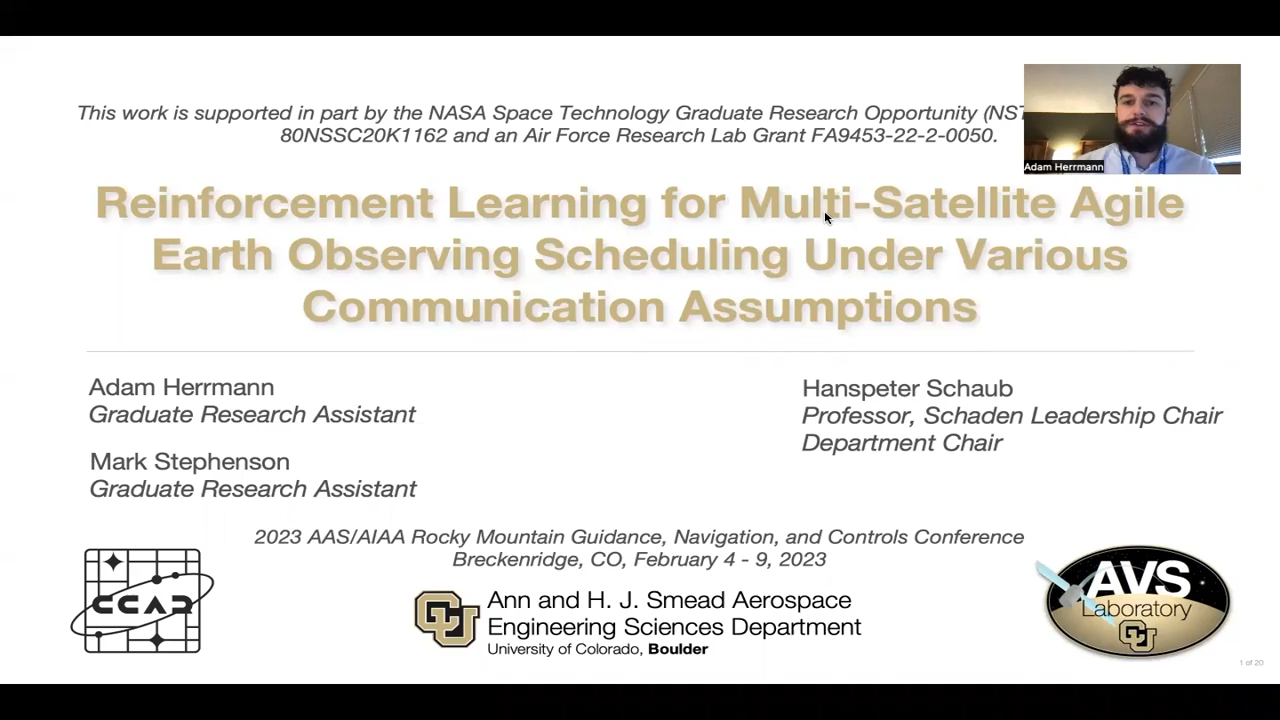 This work is supported in part by the NASA Space Technology Graduate Research Opportunity
80NSSC20K1162 and an Air Force Research Lab Grant FA9453-22-2-0050.
Adam Herrmann
Reinforcement Learning for Multi-Satellite Agile
Earth Observing Scheduling Under Various
Communication Assumptions
Adam Herrmann
Graduate Research Assistant
Mark Stephenson
Graduate Research Assistant
Hanspeter Schaub
Professor, Schaden Leadership Chair
Department Chair
2023 AAS/AIAA Rocky Mountain Guidance, Navigation, and Controls Conference
Breckenridge, CO, February 4 - 9, 2023
CCAR
CU
Ann and H. J. Smead Aerospace
Engineering Sciences Department
University of Colorado, Boulder
AVS
Laboratory
CU
1 of 20